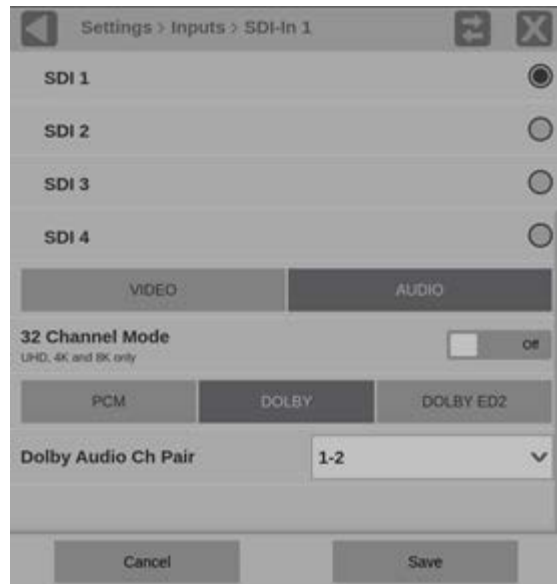 Settings > Inputs > SDI-In 1
SDI 1
SDI 2
SDI 3
SDI 4
VIDEO AUDIO
32 Channel Mode Off
UHD, 4K and 8K only
PCM DOLBY DOLBY ED2
Dolby Audio Ch Pair 1-2
Cancel Save